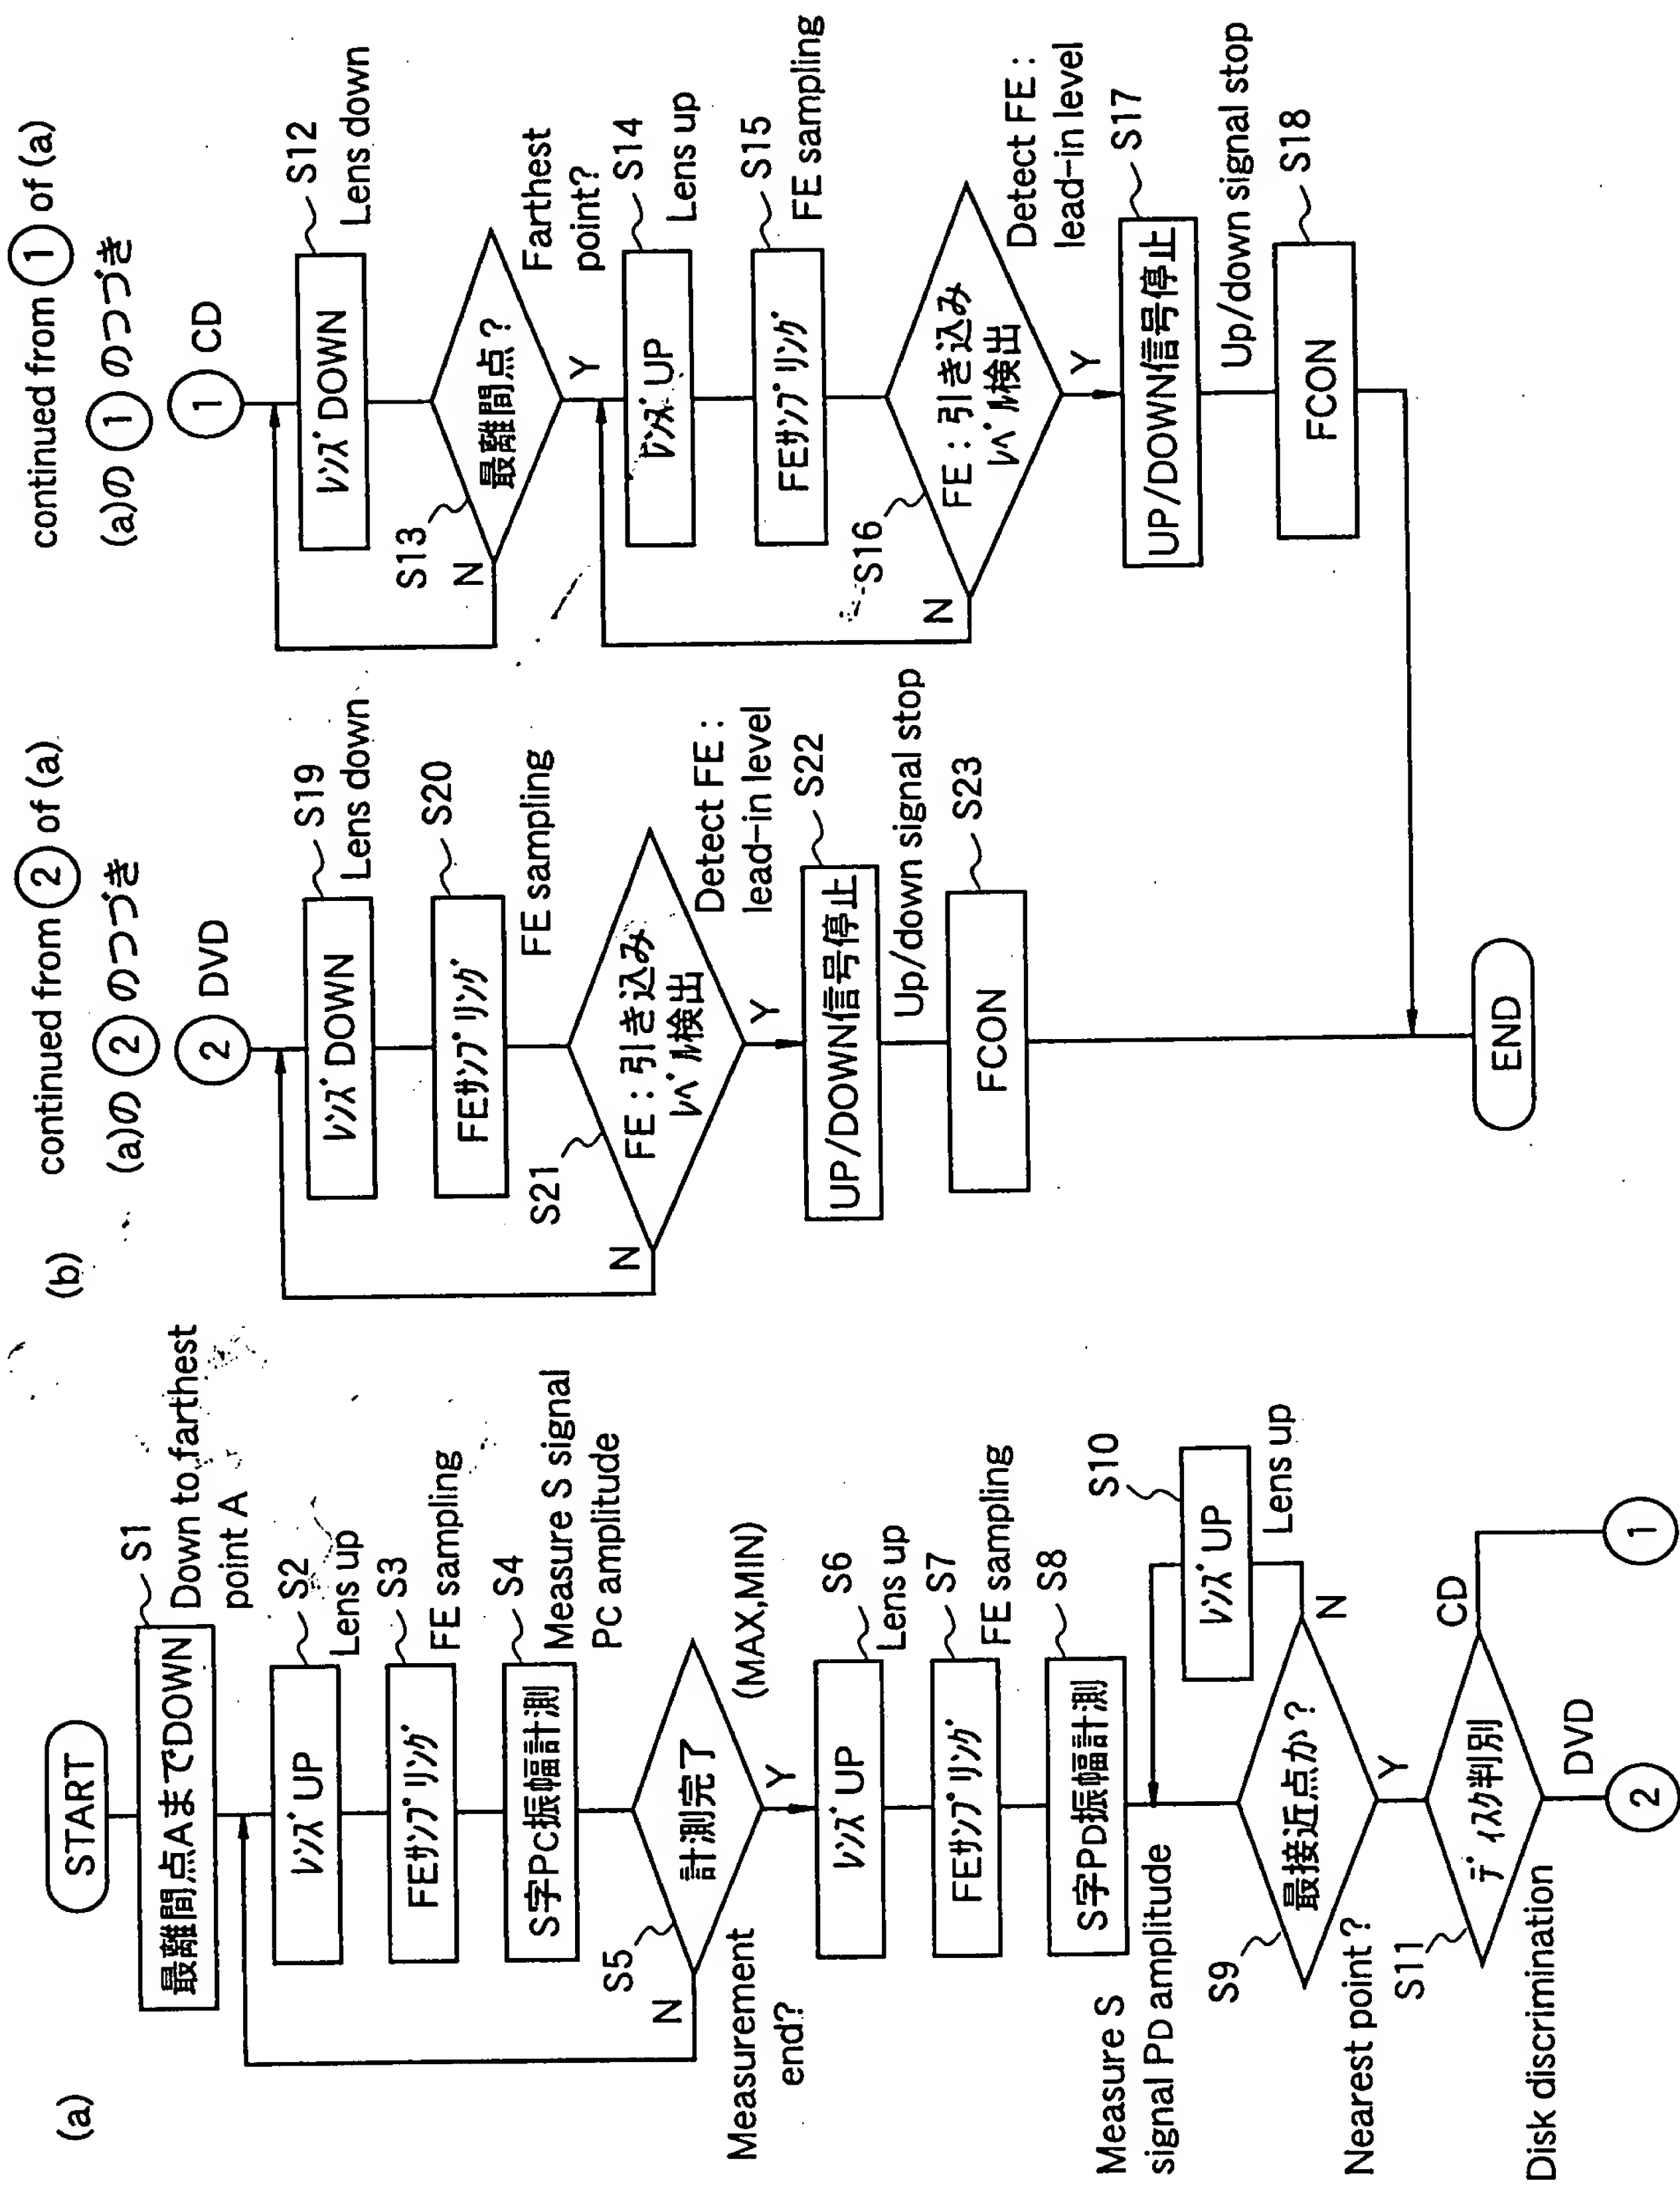 (a)
START
最離間点AまでDOWN
S1
Down to farthest
point A
レンズUP
S2
Lens up
FEサンプリング
S3
FE sampling
S字PC振幅計測
S4
Measure S signal
PC amplitude
計測完了
S5
N
Y
Measurement
end?
(MAX,MIN)
レンズUP
S6
Lens up
FEサンプリング
S7
FE sampling
S字PD振幅計測
S8
Measure S
signal PD amplitude
最接近点か?
S9
Nearest point?
N
Y
レンズUP
S10
Lens up
ディスク判別
S11
Disk discrimination
CD
DVD
1
2
(b)
continued from 2 of (a)
(a)の 2 のつづき
2 DVD
レンズDOWN
S19
Lens down
FEサンプリング
S20
FE sampling
FE:引き込み
レベル検出
S21
N
Y
Detect FE:
lead-in level
UP/DOWN信号停止
S22
Up/down signal stop
FCON
S23
continued from 1 of (a)
(a)の 1 のつづき
1 CD
レンズDOWN
S12
Lens down
最離間点?
S13
N
Y
Farthest
point?
レンズUP
S14
Lens up
FEサンプリング
S15
FE sampling
FE:引き込み
レベル検出
S16
N
Y
Detect FE:
lead-in level
UP/DOWN信号停止
S17
Up/down signal stop
FCON
S18
END